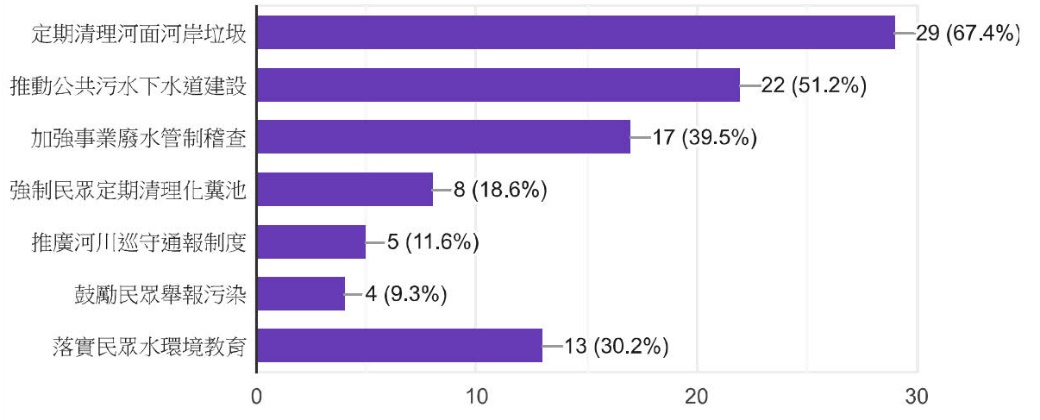 定期清理河面河岸垃圾
29 (67.4%)
推動公共污水下水道建設
22 (51.2%)
加強事業廢水管制稽查
17 (39.5%)
強制民眾定期清理化糞池
8 (18.6%)
推廣河川巡守通報制度
5 (11.6%)
鼓勵民眾舉報污染
4 (9.3%)
落實民眾水環境教育
13 (30.2%)
0 10 20 30